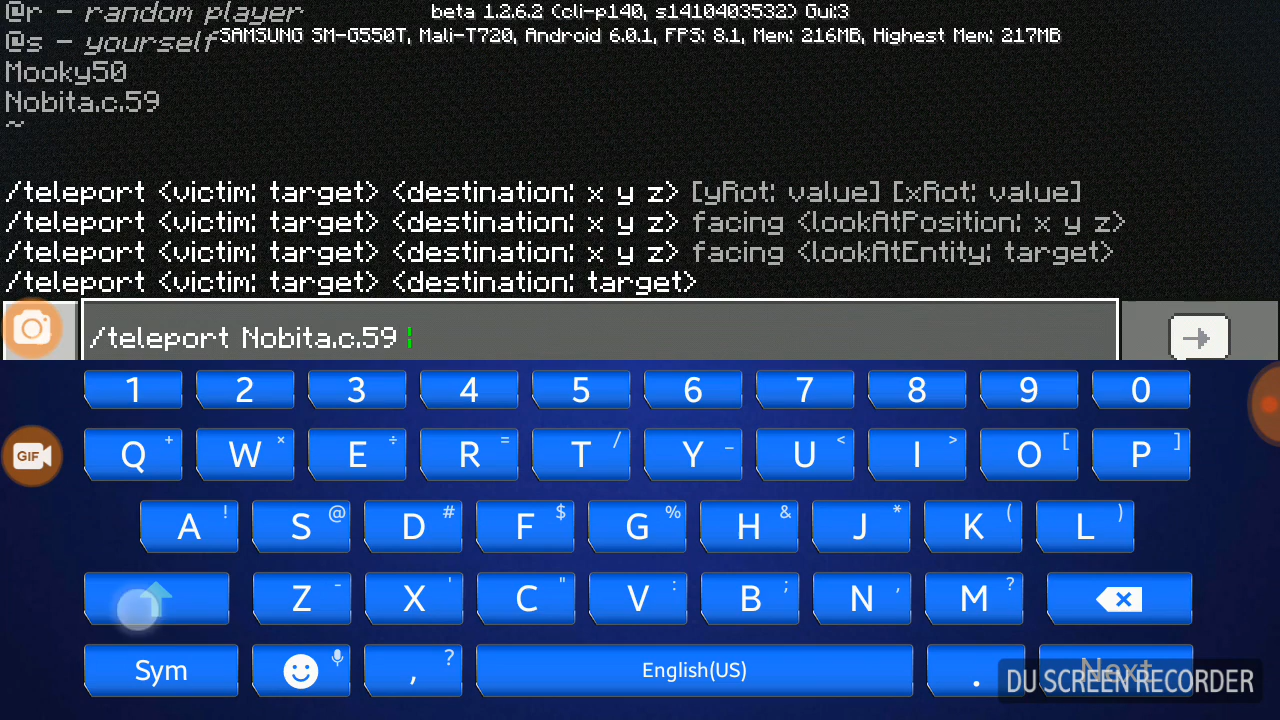 @r - random player
beta 1.2.6.2 (cli-p140, s1410403532) Gui:3
@s - yourself
SAMSUNG SM-G550T, Mali-T720, Android 6.0.1, FPS: 8.1, Mem: 216MB, Highest Mem: 217MB
Mooky50
Nobita.c.59
~
/teleport <victim: target> <destination: x y z> [yRot: value] [xRot: value]
/teleport <victim: target> <destination: x y z> facing <lookAtPosition: x y z>
/teleport <victim: target> <destination: x y z> facing <lookAtEntity: target>
/teleport <victim: target> <destination: target>
/teleport Nobita.c.59
1 2 3 4 5 6 7 8 9 0
Q + W × E ÷ R = T / Y _ U < I > O [ P ]
GIF
A ! S @ D # F $ G % H & J * K ( L )
Z - X ' C " V : B ; N , M ?
Sym , ? English(US) . Next
DU SCREEN RECORDER